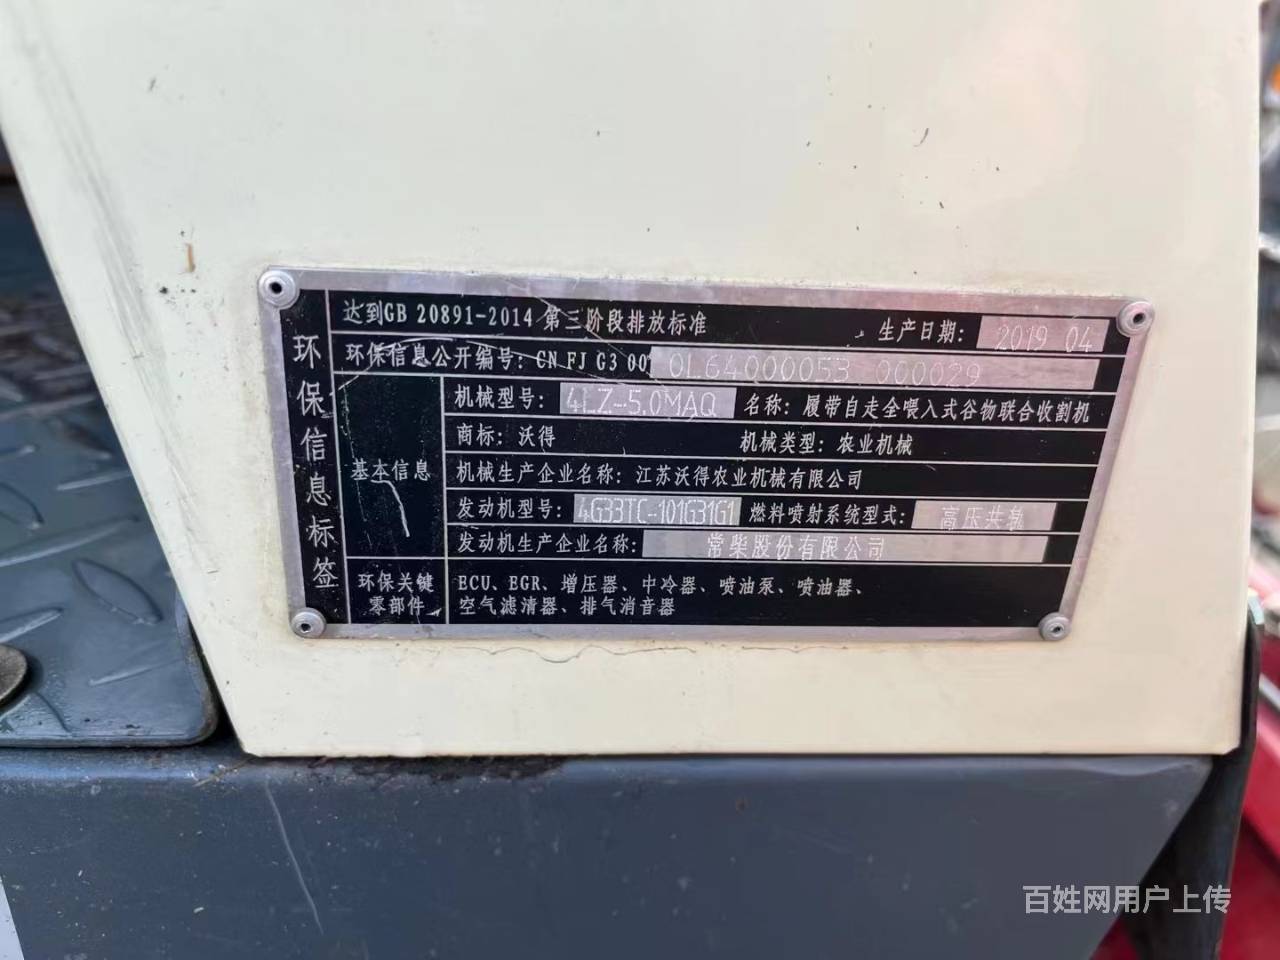 环保信息标签
达到GB 20891-2014 第三阶段排放标准 生产日期: 2019 04
环保信息公开编号: CN FJ G3 00 0L64000053 000029
基本信息
机械型号: 4LZ-5.0MAQ 名称: 履带自走全喂入式谷物联合收割机
商标: 沃得 机械类型: 农业机械
机械生产企业名称: 江苏沃得农业机械有限公司
发动机型号: 4G33TC-101G31G1 燃料喷射系统型式: 高压共轨
发动机生产企业名称: 常柴股份有限公司
环保关键
零部件
ECU、EGR、增压器、中冷器、喷油泵、喷油器、
空气滤清器、排气消音器
百姓网用户上传